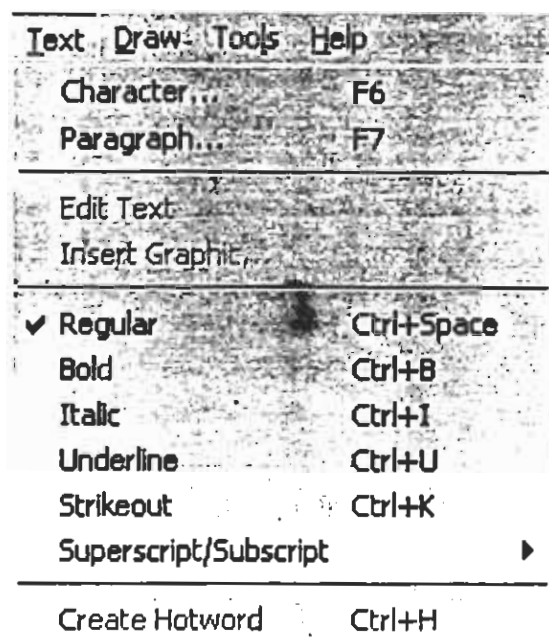 Text Draw Tools Help
Character... F6
Paragraph... F7
Edit Text
Insert Graphic...
✔ Regular Ctrl+Space
Bold Ctrl+B
Italic Ctrl+I
Underline Ctrl+U
Strikeout Ctrl+K
Superscript/Subscript ▶
Create Hotword Ctrl+H